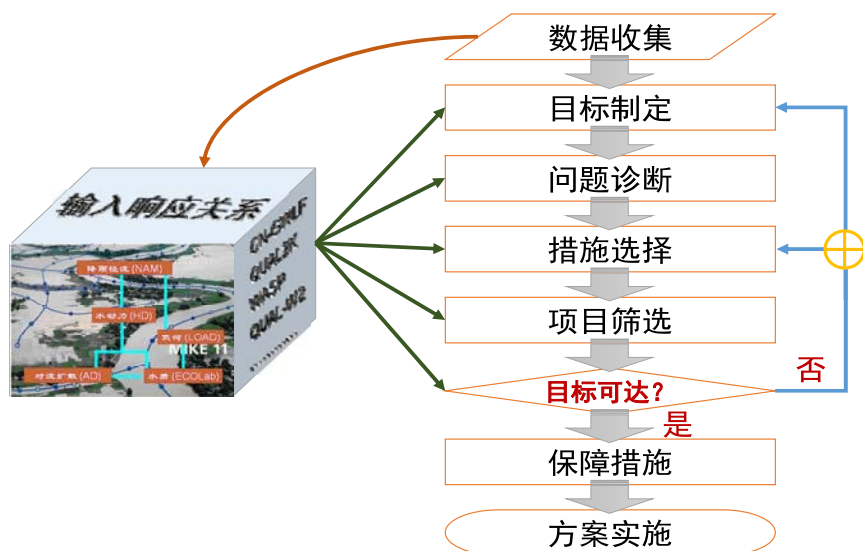 数据收集
目标制定
问题诊断
措施选择
项目筛选
目标可达？
否
是
保障措施
方案实施
输入响应关系
CN-GWLF
QUAL2K
WASP
QUAL-W2
降雨径流(NAM)
水动力(HD)
负荷(LOAD)
MIKE 11
对流扩散(AD)
水质(ECOLab)